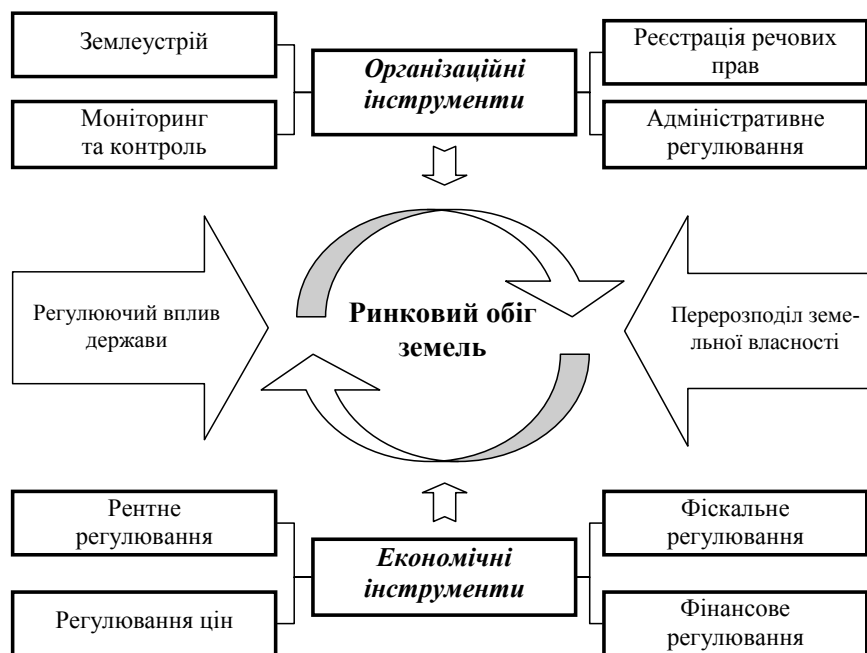 Землеустрій
Моніторинг
та контроль
Організаційні
інструменти
Реєстрація речових
прав
Адміністративне
регулювання
Регулюючий вплив
держави
Ринковий обіг
земель
Перерозподіл земе-
льної власності
Рентне
регулювання
Регулювання цін
Економічні
інструменти
Фіскальне
регулювання
Фінансове
регулювання